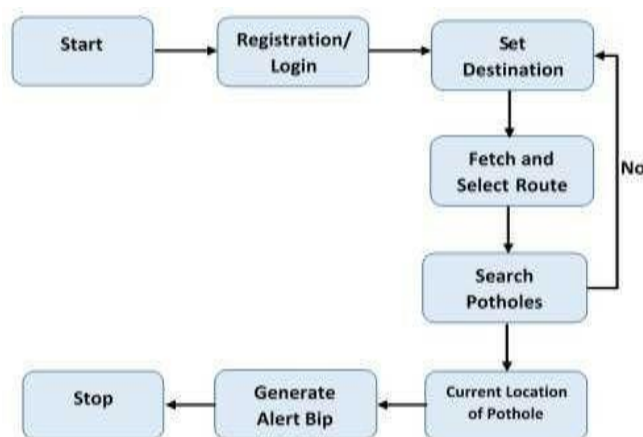 Start
Registration/
Login
Set
Destination
Fetch and
Select Route
No
Search
Potholes
Current Location
of Pothole
Generate
Alert Bip
Stop